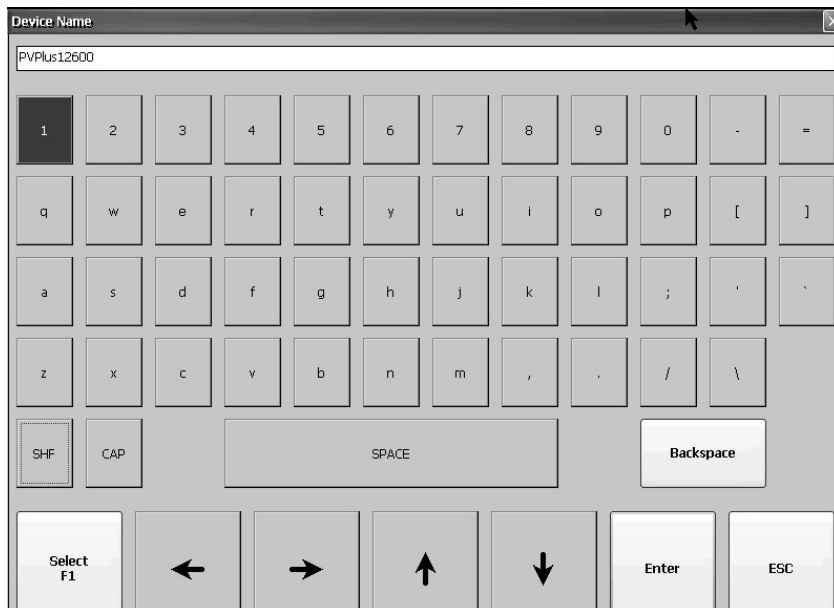 Device Name
PVPlus12600
1 2 3 4 5 6 7 8 9 0 - =
q w e r t y u i o p [ ]
a s d f g h j k l ; ' `
z x c v b n m , . / \
SHF CAP SPACE Backspace
Select
F1
Enter ESC